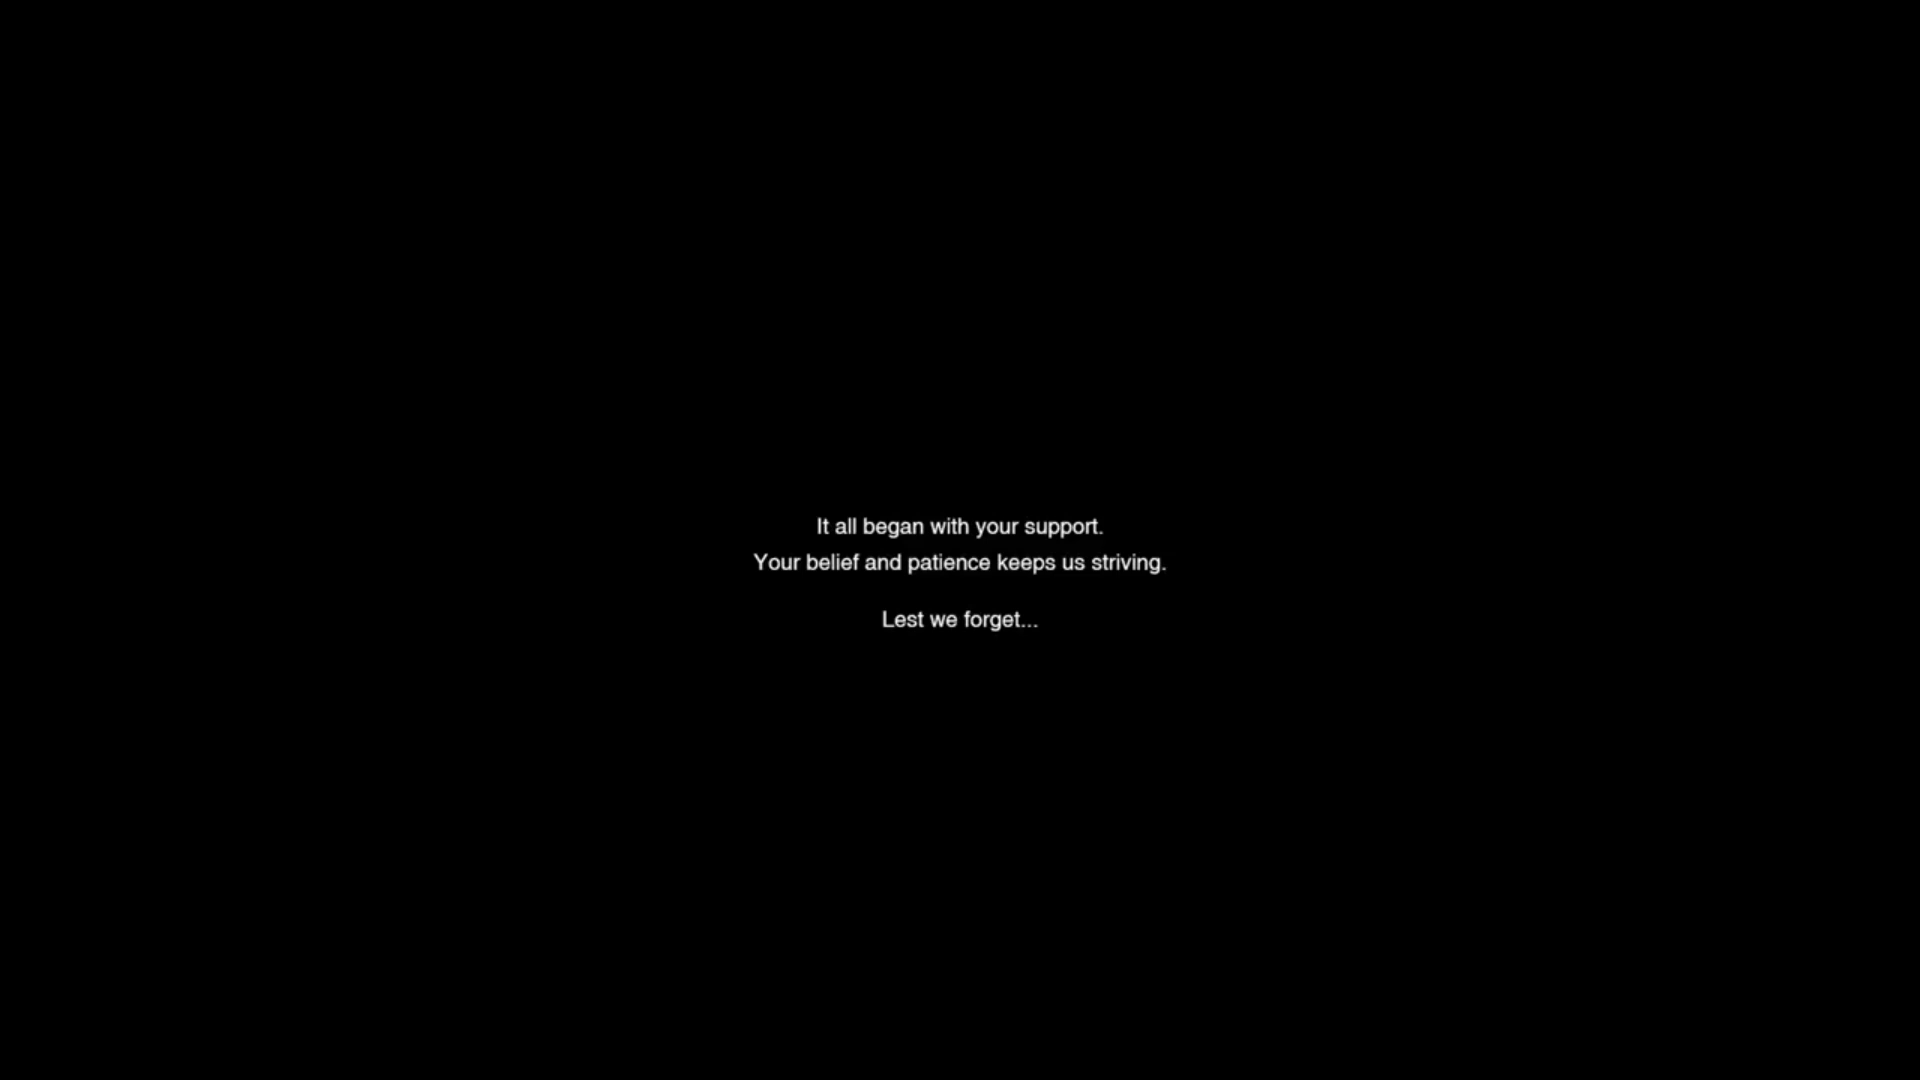 It all began with your support.
Your belief and patience keeps us striving.
Lest we forget...